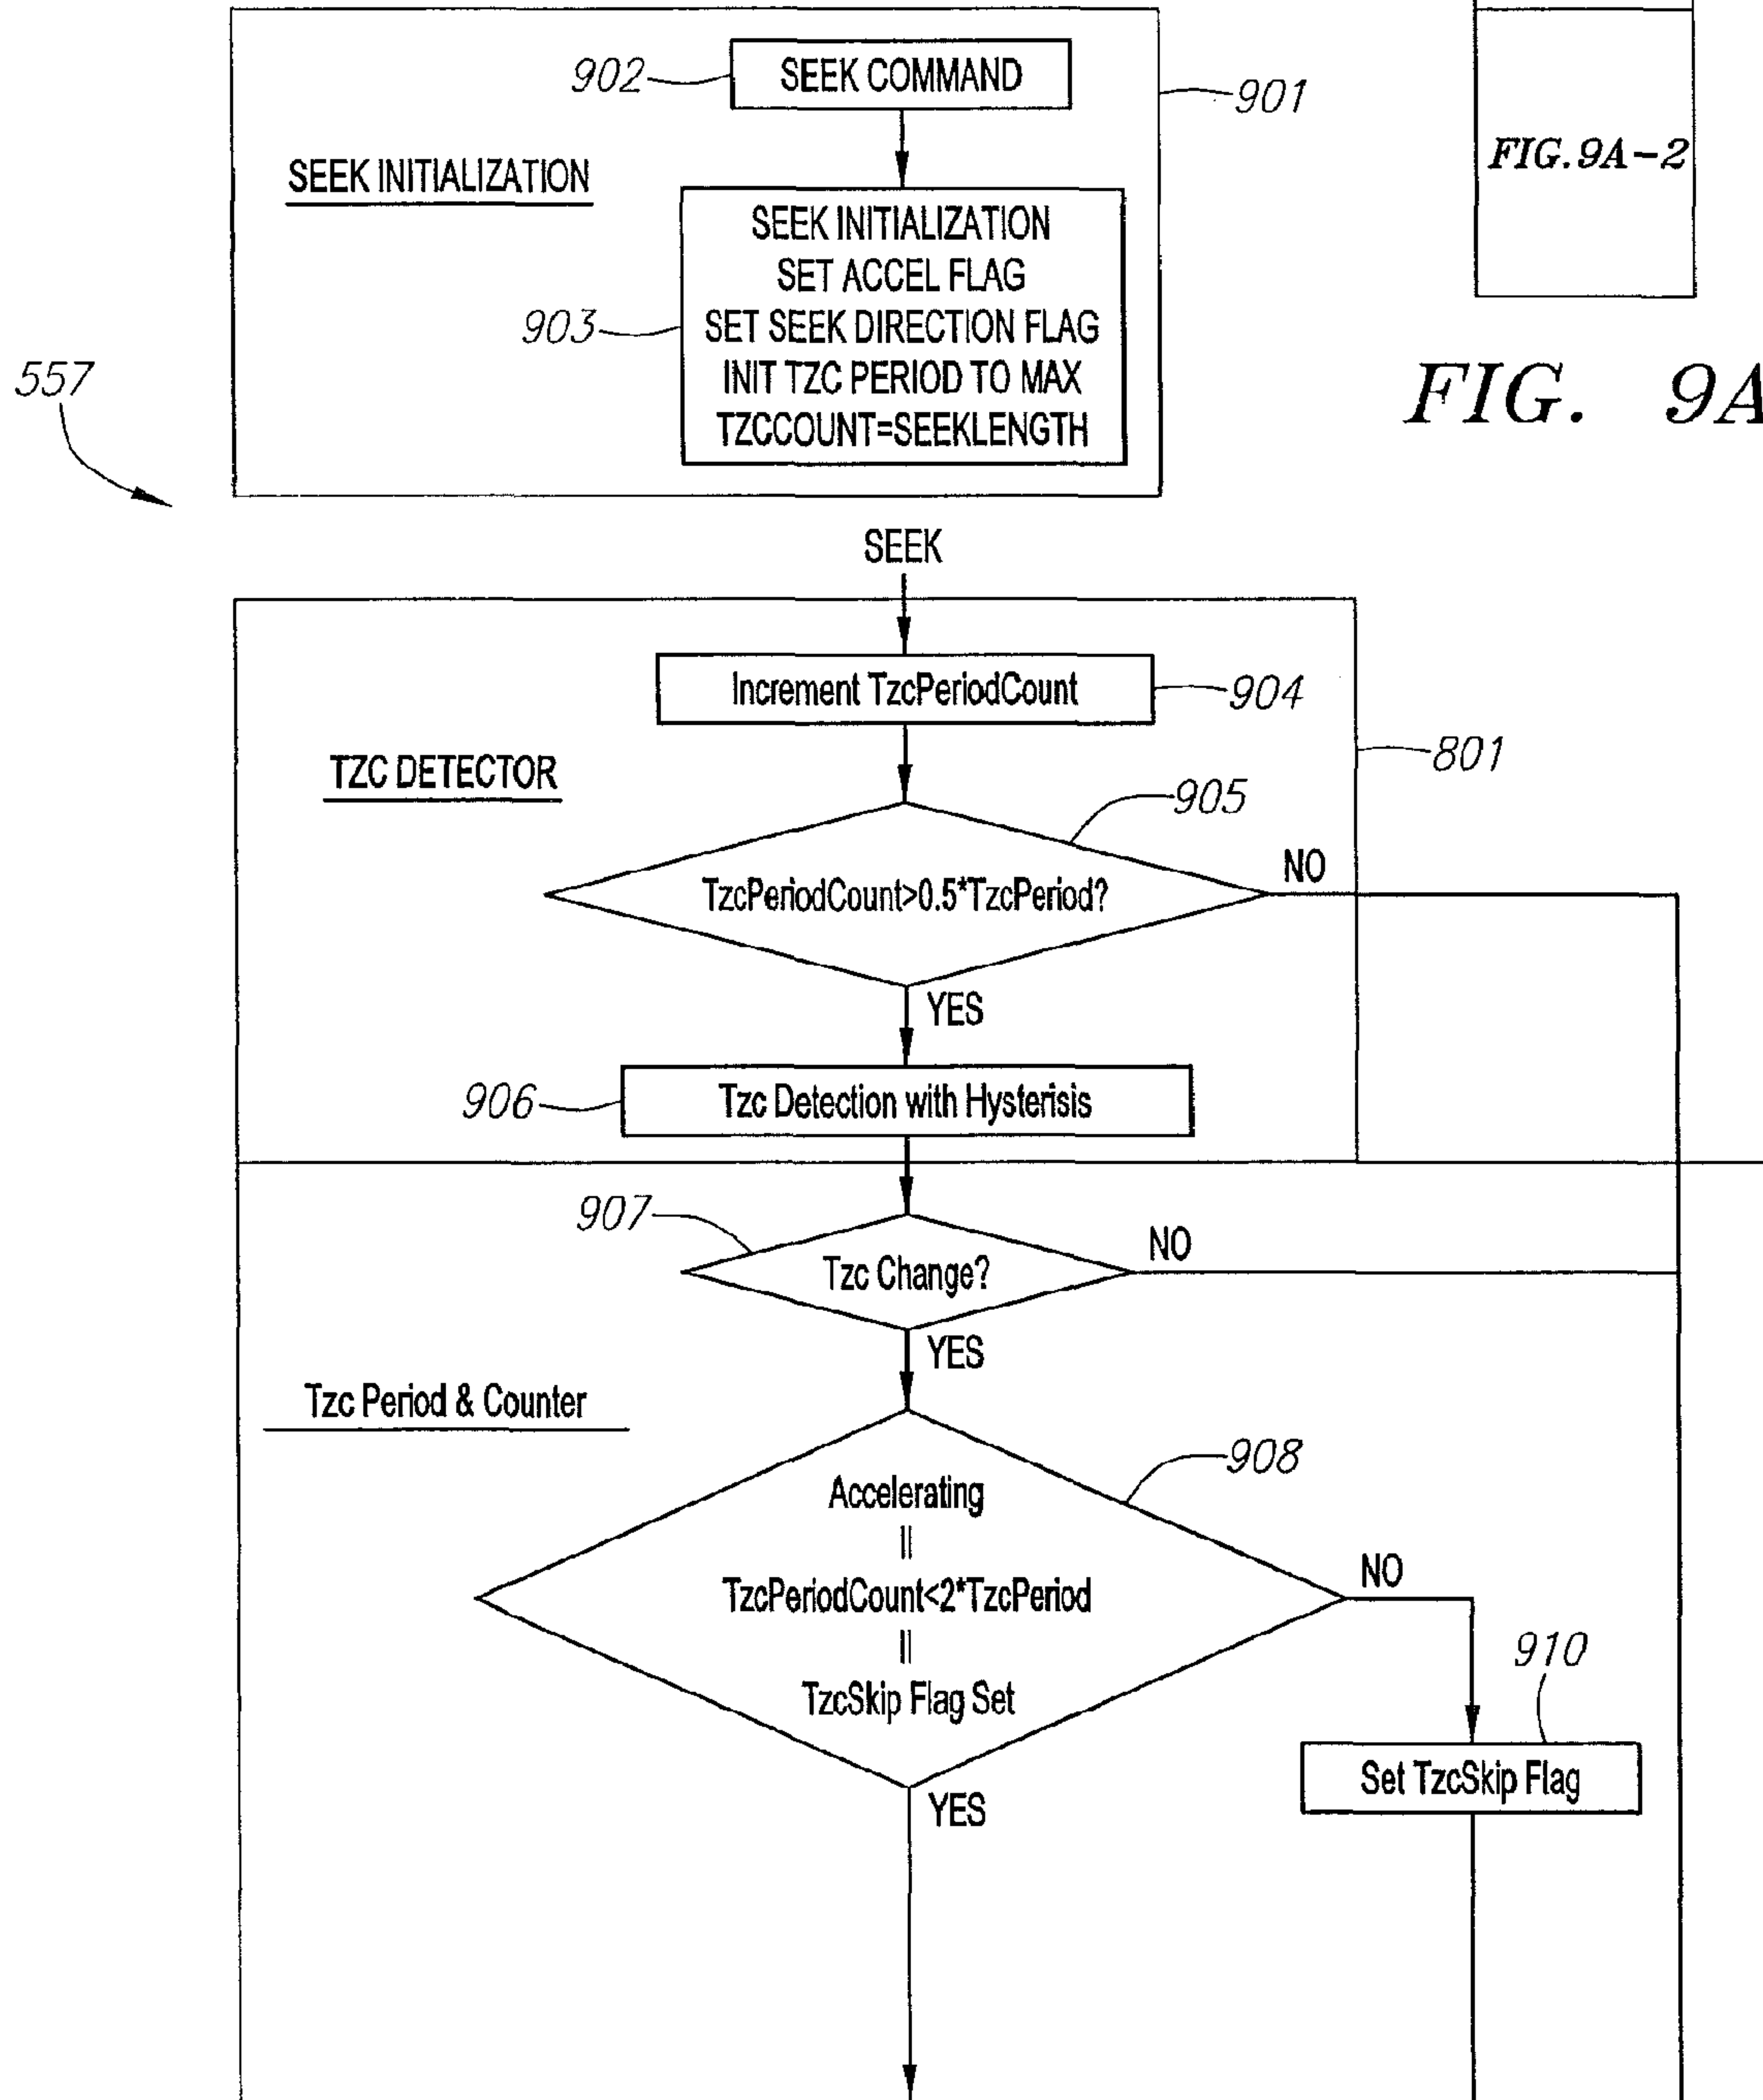 902
SEEK COMMAND
901
SEEK INITIALIZATION
FIG.9A-2
903
SEEK INITIALIZATION
SET ACCEL FLAG
SET SEEK DIRECTION FLAG
INIT TZC PERIOD TO MAX
TZCCOUNT=SEEKLENGTH
557
FIG. 9A
SEEK
Increment TzcPeriodCount
904
TZC DETECTOR
801
905
TzcPeriodCount>0.5*TzcPeriod?
NO
YES
906
Tzc Detection with Hysterisis
907
Tzc Change?
NO
YES
Tzc Period & Counter
908
Accelerating
||
TzcPeriodCount<2*TzcPeriod
||
TzcSkip Flag Set
NO
910
Set TzcSkip Flag
YES